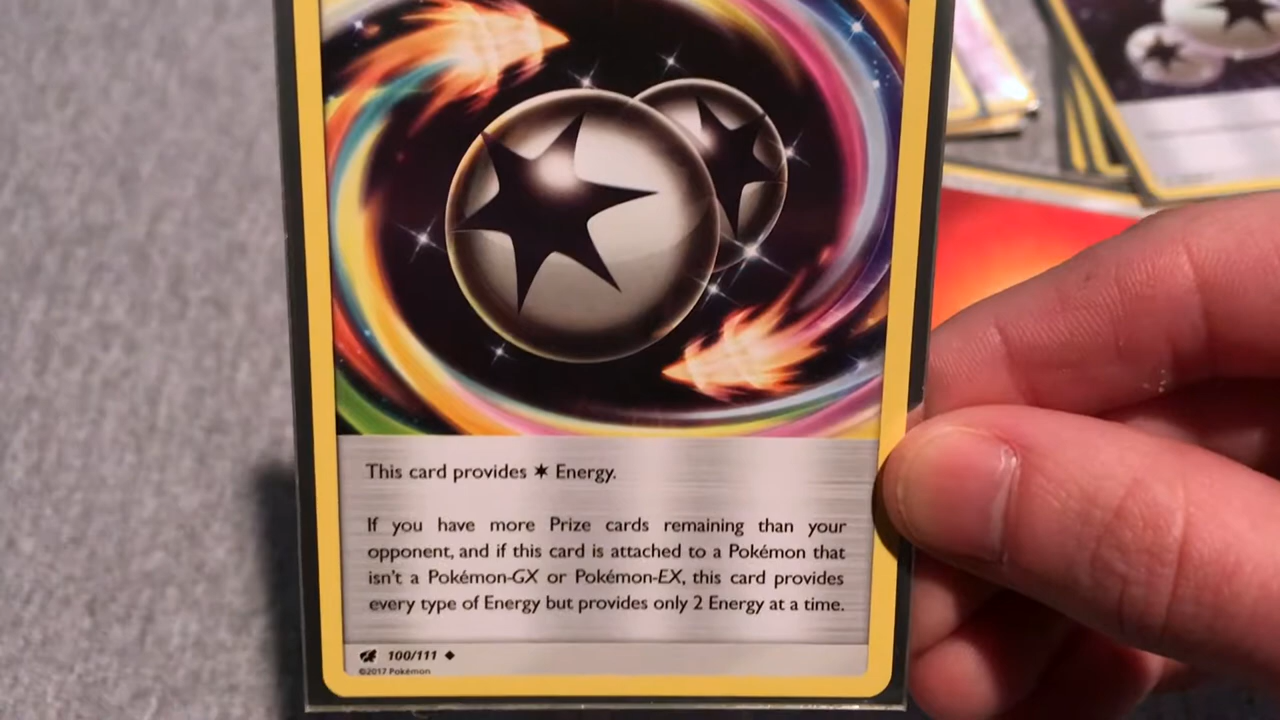 This card provides ✶ Energy.
If you have more Prize cards remaining than your
opponent, and if this card is attached to a Pokémon that
isn't a Pokémon-GX or Pokémon-EX, this card provides
every type of Energy but provides only 2 Energy at a time.
100/111 ◆
©2017 Pokémon